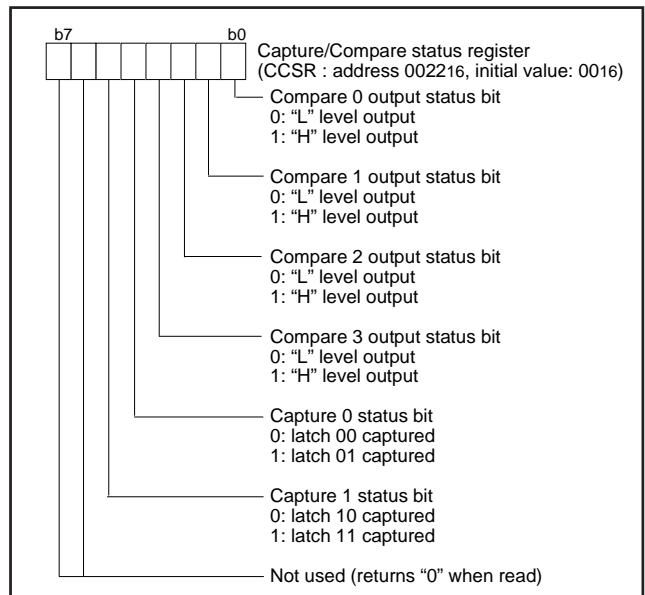 b7 b0
Capture/Compare status register
(CCSR : address 002216, initial value: 0016)
Compare 0 output status bit
0: “L” level output
1: “H” level output
Compare 1 output status bit
0: “L” level output
1: “H” level output
Compare 2 output status bit
0: “L” level output
1: “H” level output
Compare 3 output status bit
0: “L” level output
1: “H” level output
Capture 0 status bit
0: latch 00 captured
1: latch 01 captured
Capture 1 status bit
0: latch 10 captured
1: latch 11 captured
Not used (returns “0” when read)